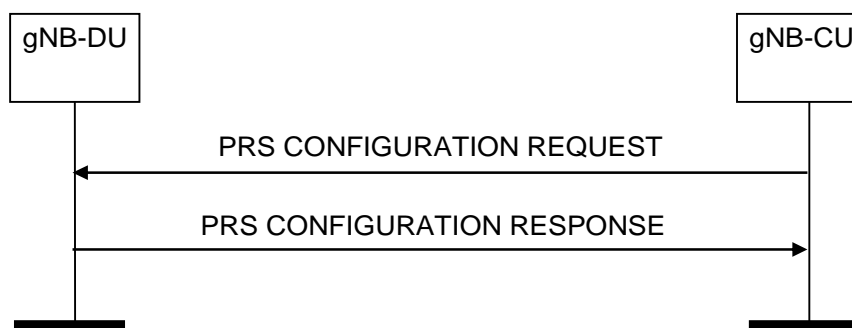 gNB-DU
gNB-CU
PRS CONFIGURATION REQUEST
PRS CONFIGURATION RESPONSE